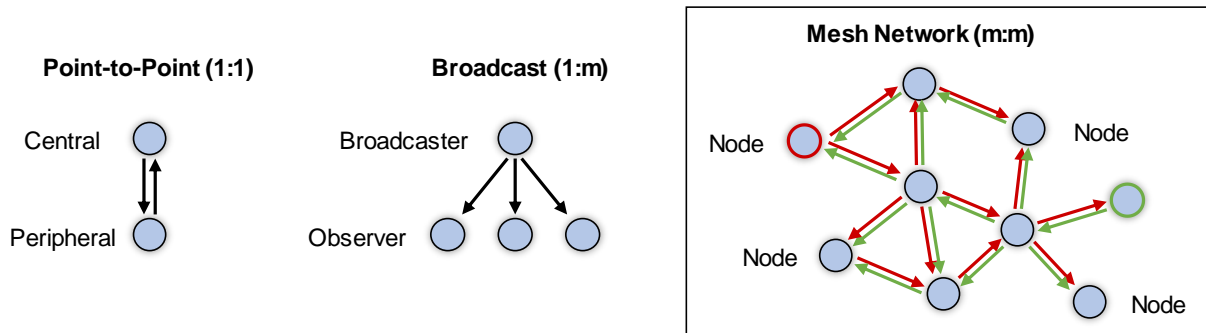 Point-to-Point (1:1)
Central
Peripheral
Broadcast (1:m)
Broadcaster
Observer
Mesh Network (m:m)
Node
Node
Node
Node